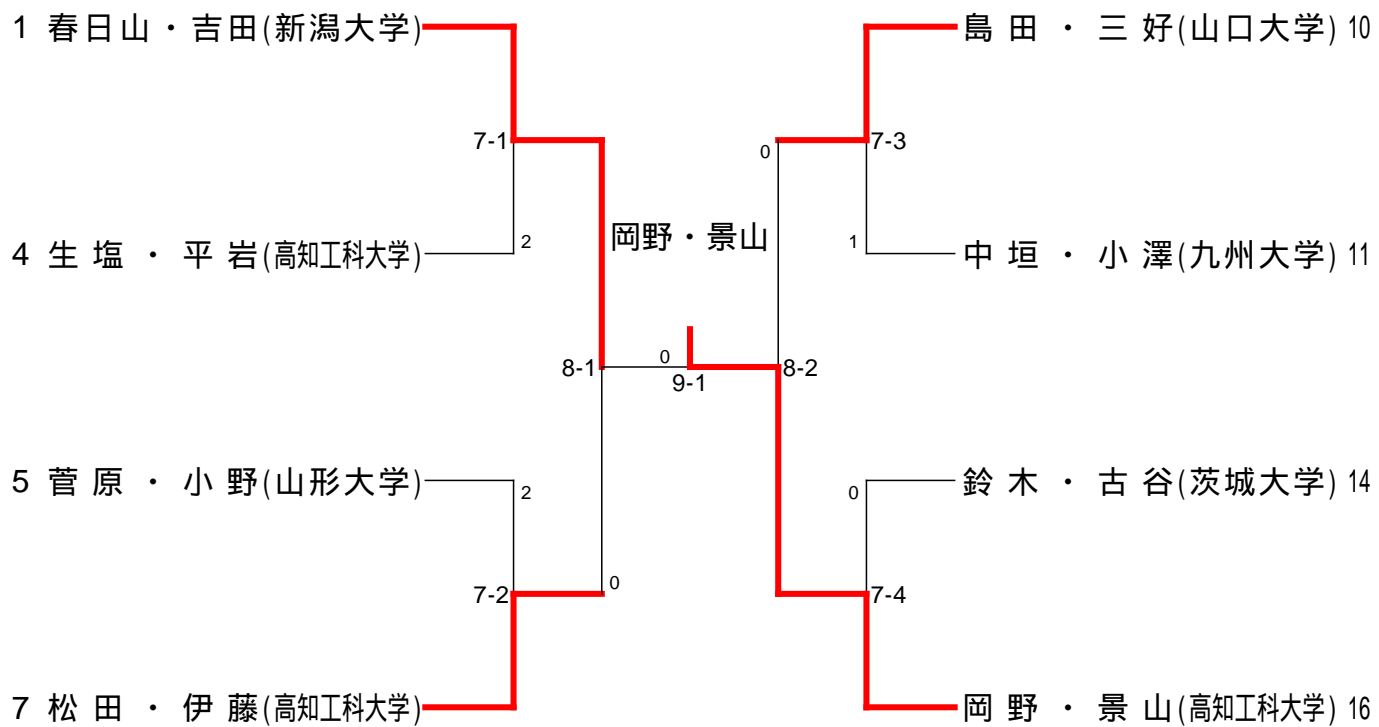 1 春日山・吉田(新潟大学)
島田・三好(山口大学) 10
7-1
0
7-3
4 生塩・平岩(高知工科大学)
2
岡野・景山
1
中垣・小澤(九州大学) 11
8-1
0
9-1
8-2
5 菅原・小野(山形大学)
2
0
鈴木・古谷(茨城大学) 14
7-2
0
7-4
7 松田・伊藤(高知工科大学)
岡野・景山(高知工科大学) 16